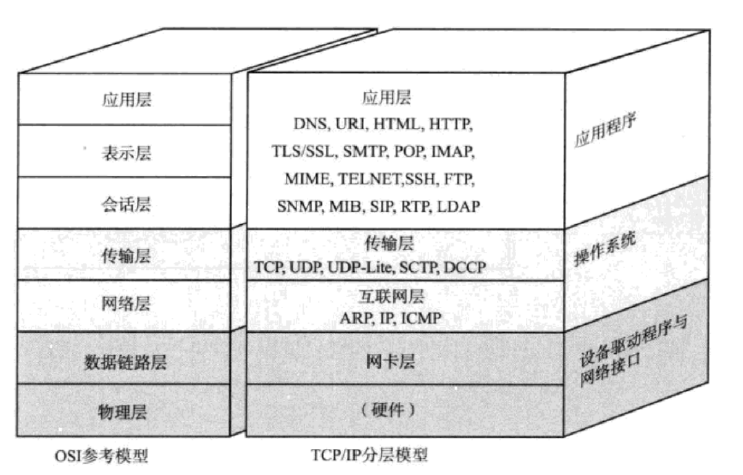 应用层
表示层
会话层
传输层
网络层
数据链路层
物理层
OSI参考模型
应用层
DNS, URI, HTML, HTTP,
TLS/SSL, SMTP, POP, IMAP,
MIME, TELNET,SSH, FTP,
SNMP, MIB, SIP, RTP, LDAP
传输层
TCP, UDP, UDP-Lite, SCTP, DCCP
互联网层
ARP, IP, ICMP
网卡层
（硬件）
TCP/IP分层模型
应用程序
操作系统
设备驱动程序与
网络接口